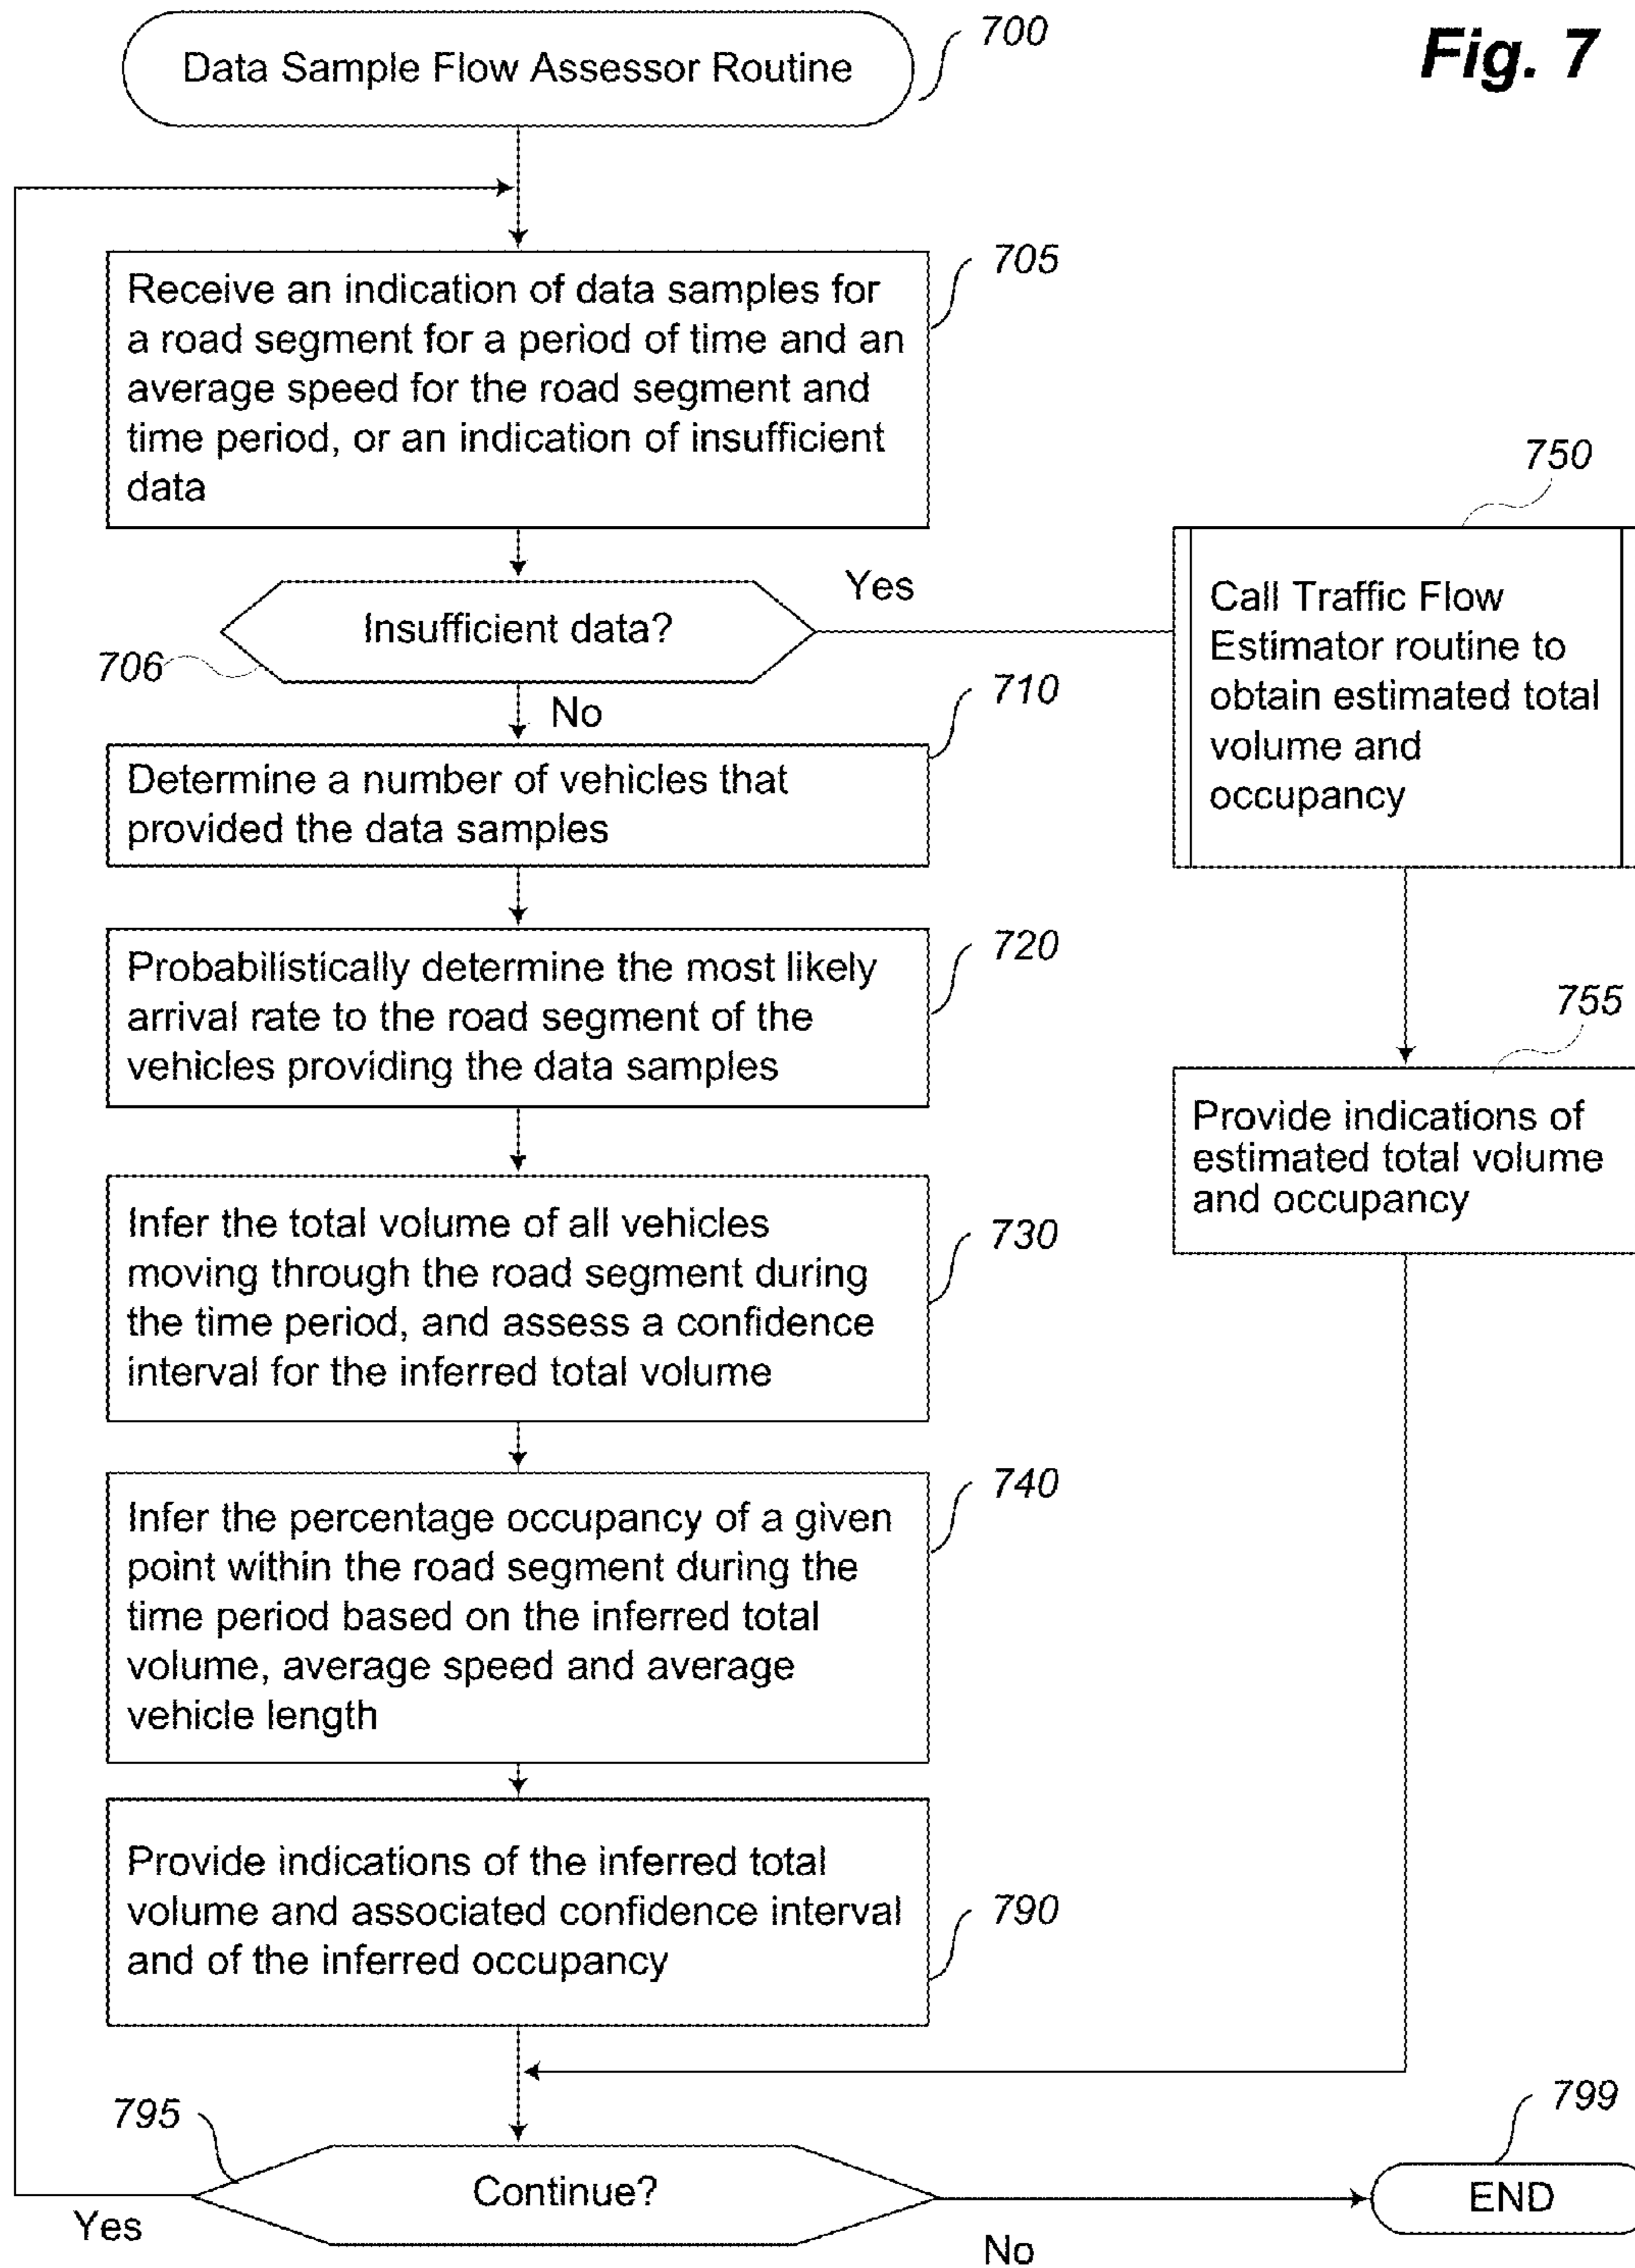 Fig. 7
Data Sample Flow Assessor Routine
700
Receive an indication of data samples for
a road segment for a period of time and an
average speed for the road segment and
time period, or an indication of insufficient
data
705
Insufficient data?
706
Yes
No
750
Call Traffic Flow
Estimator routine to
obtain estimated total
volume and
occupancy
710
Determine a number of vehicles that
provided the data samples
720
Probabilistically determine the most likely
arrival rate to the road segment of the
vehicles providing the data samples
755
Provide indications of
estimated total volume
and occupancy
730
Infer the total volume of all vehicles
moving through the road segment during
the time period, and assess a confidence
interval for the inferred total volume
740
Infer the percentage occupancy of a given
point within the road segment during the
time period based on the inferred total
volume, average speed and average
vehicle length
Provide indications of the inferred total
volume and associated confidence interval
and of the inferred occupancy
790
795
Continue?
Yes
No
799
END